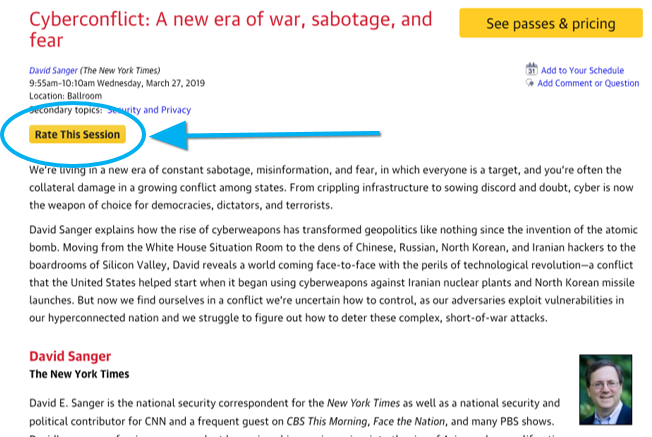 Cyberconflict: A new era of war, sabotage, and
fear
See passes & pricing
David Sanger (The New York Times)
9:55am–10:10am Wednesday, March 27, 2019
Location: Ballroom
Secondary topics: Security and Privacy
31 Add to Your Schedule
Add Comment or Question
Rate This Session
We're living in a new era of constant sabotage, misinformation, and fear, in which everyone is a target, and you're often the
collateral damage in a growing conflict among states. From crippling infrastructure to sowing discord and doubt, cyber is now
the weapon of choice for democracies, dictators, and terrorists.
David Sanger explains how the rise of cyberweapons has transformed geopolitics like nothing since the invention of the atomic
bomb. Moving from the White House Situation Room to the dens of Chinese, Russian, North Korean, and Iranian hackers to the
boardrooms of Silicon Valley, David reveals a world coming face-to-face with the perils of technological revolution—a conflict
that the United States helped start when it began using cyberweapons against Iranian nuclear plants and North Korean missile
launches. But now we find ourselves in a conflict we're uncertain how to control, as our adversaries exploit vulnerabilities in
our hyperconnected nation and we struggle to figure out how to deter these complex, short-of-war attacks.
David Sanger
The New York Times
David E. Sanger is the national security correspondent for the New York Times as well as a national security and
political contributor for CNN and a frequent guest on CBS This Morning, Face the Nation, and many PBS shows.